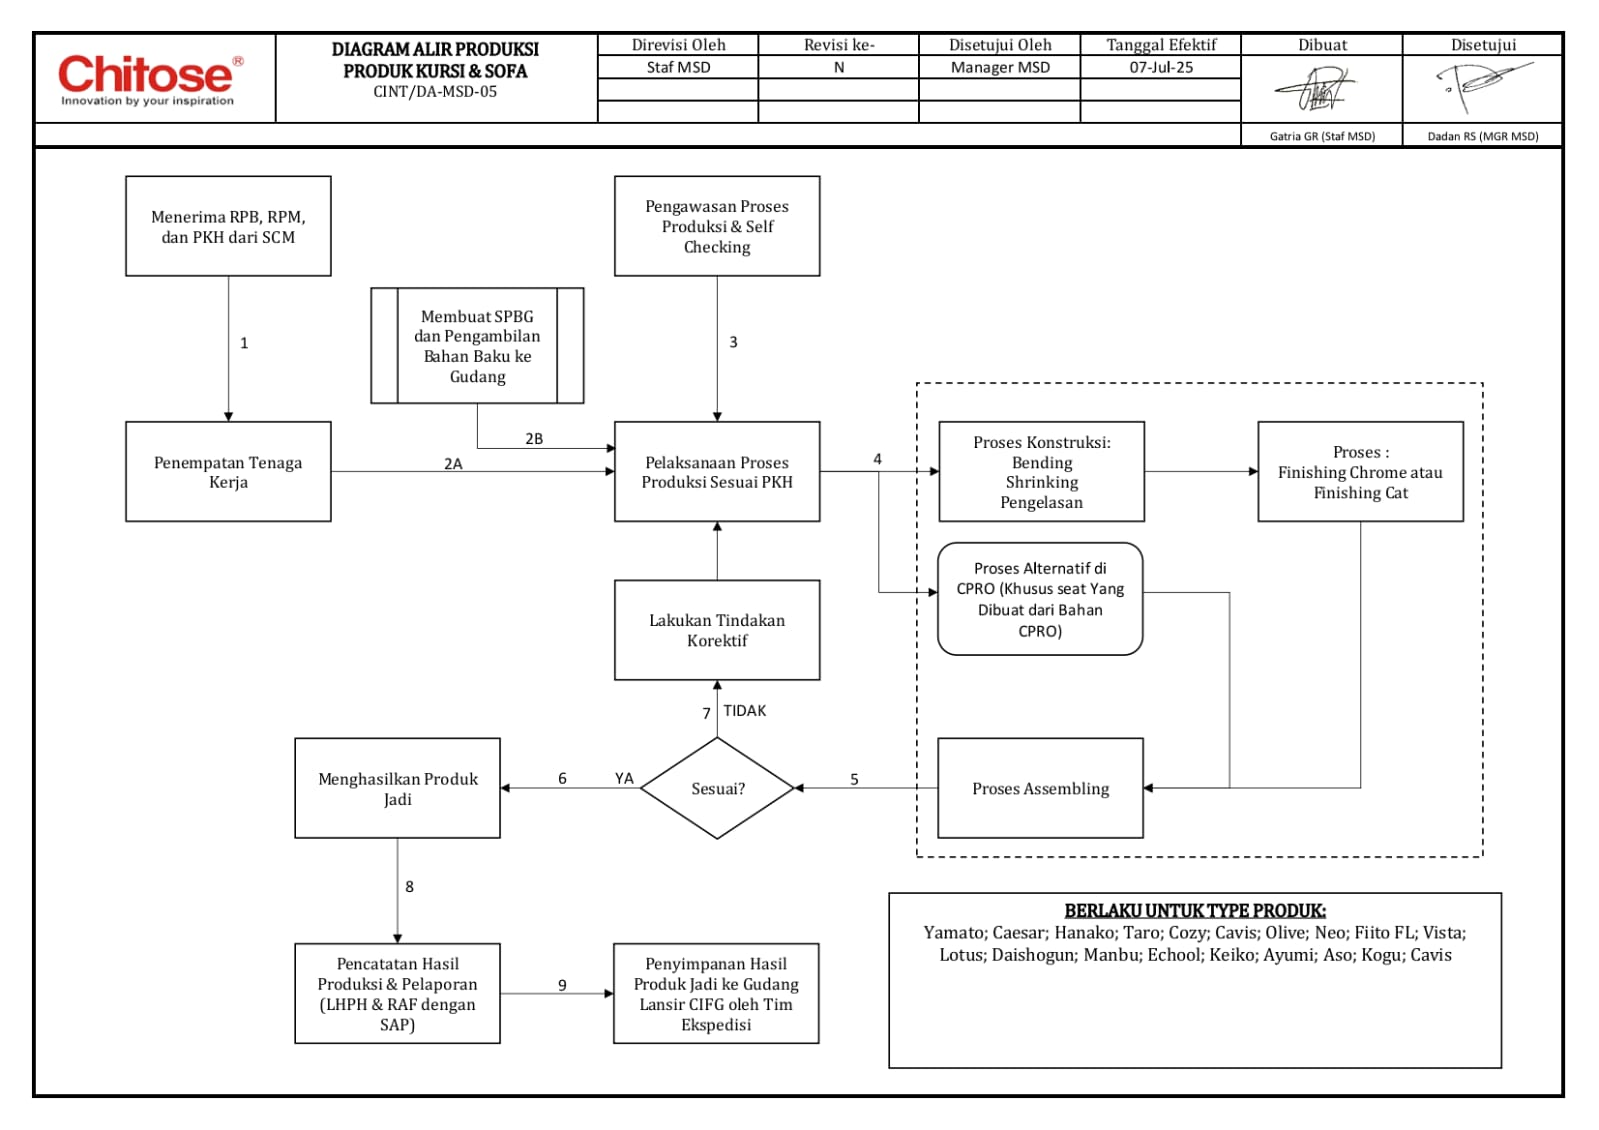 Chitose®
Innovation by your inspiration
DIAGRAM ALIR PRODUKSI
PRODUK KURSI & SOFA
CINT/DA-MSD-05
Direvisi Oleh
Revisi ke-
Disetujui Oleh
Tanggal Efektif
Dibuat
Disetujui
Staf MSD
N
Manager MSD
07-Jul-25
Gatria GR (Staf MSD)
Dadan RS (MGR MSD)
Menerima RPB, RPM,
dan PKH dari SCM
Pengawasan Proses
Produksi & Self
Checking
Membuat SPBG
dan Pengambilan
Bahan Baku ke
Gudang
1
3
2B
2A
4
Penempatan Tenaga
Kerja
Pelaksanaan Proses
Produksi Sesuai PKH
Proses Konstruksi:
Bending
Shrinking
Pengelasan
Proses :
Finishing Chrome atau
Finishing Cat
Proses Alternatif di
CPRO (Khusus seat Yang
Dibuat dari Bahan
CPRO)
Lakukan Tindakan
Korektif
7
TIDAK
Menghasilkan Produk
Jadi
6
YA
Sesuai?
5
Proses Assembling
8
BERLAKU UNTUK TYPE PRODUK:
Yamato; Caesar; Hanako; Taro; Cozy; Cavis; Olive; Neo; Fiito FL; Vista;
Lotus; Daishogun; Manbu; Echool; Keiko; Ayumi; Aso; Kogu; Cavis
Pencatatan Hasil
Produksi & Pelaporan
(LHPH & RAF dengan
SAP)
9
Penyimpanan Hasil
Produk Jadi ke Gudang
Lansir CIFG oleh Tim
Ekspedisi